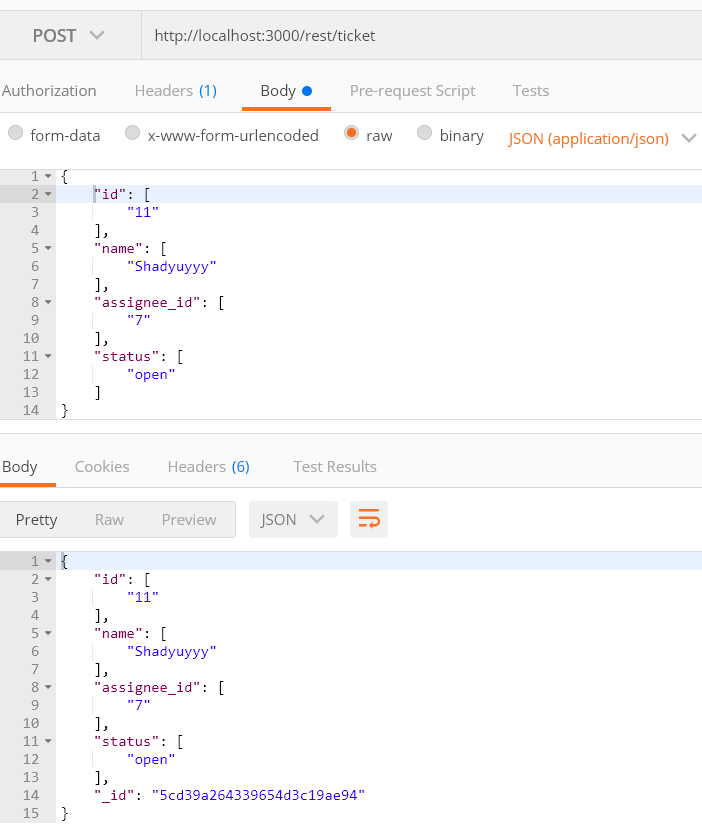 POST http://localhost:3000/rest/ticket
Authorization Headers (1) Body Pre-request Script Tests
form-data x-www-form-urlencoded raw binary JSON (application/json)
1 {
2 "id": [
3 "11"
4 ],
5 "name": [
6 "Shadyuyyy"
7 ],
8 "assignee_id": [
9 "7"
10 ],
11 "status": [
12 "open"
13 ]
14 }
Body Cookies Headers (6) Test Results
Pretty Raw Preview JSON
1 {
2 "id": [
3 "11"
4 ],
5 "name": [
6 "Shadyuyyy"
7 ],
8 "assignee_id": [
9 "7"
10 ],
11 "status": [
12 "open"
13 ],
14 "_id": "5cd39a264339654d3c19ae94"
15 }